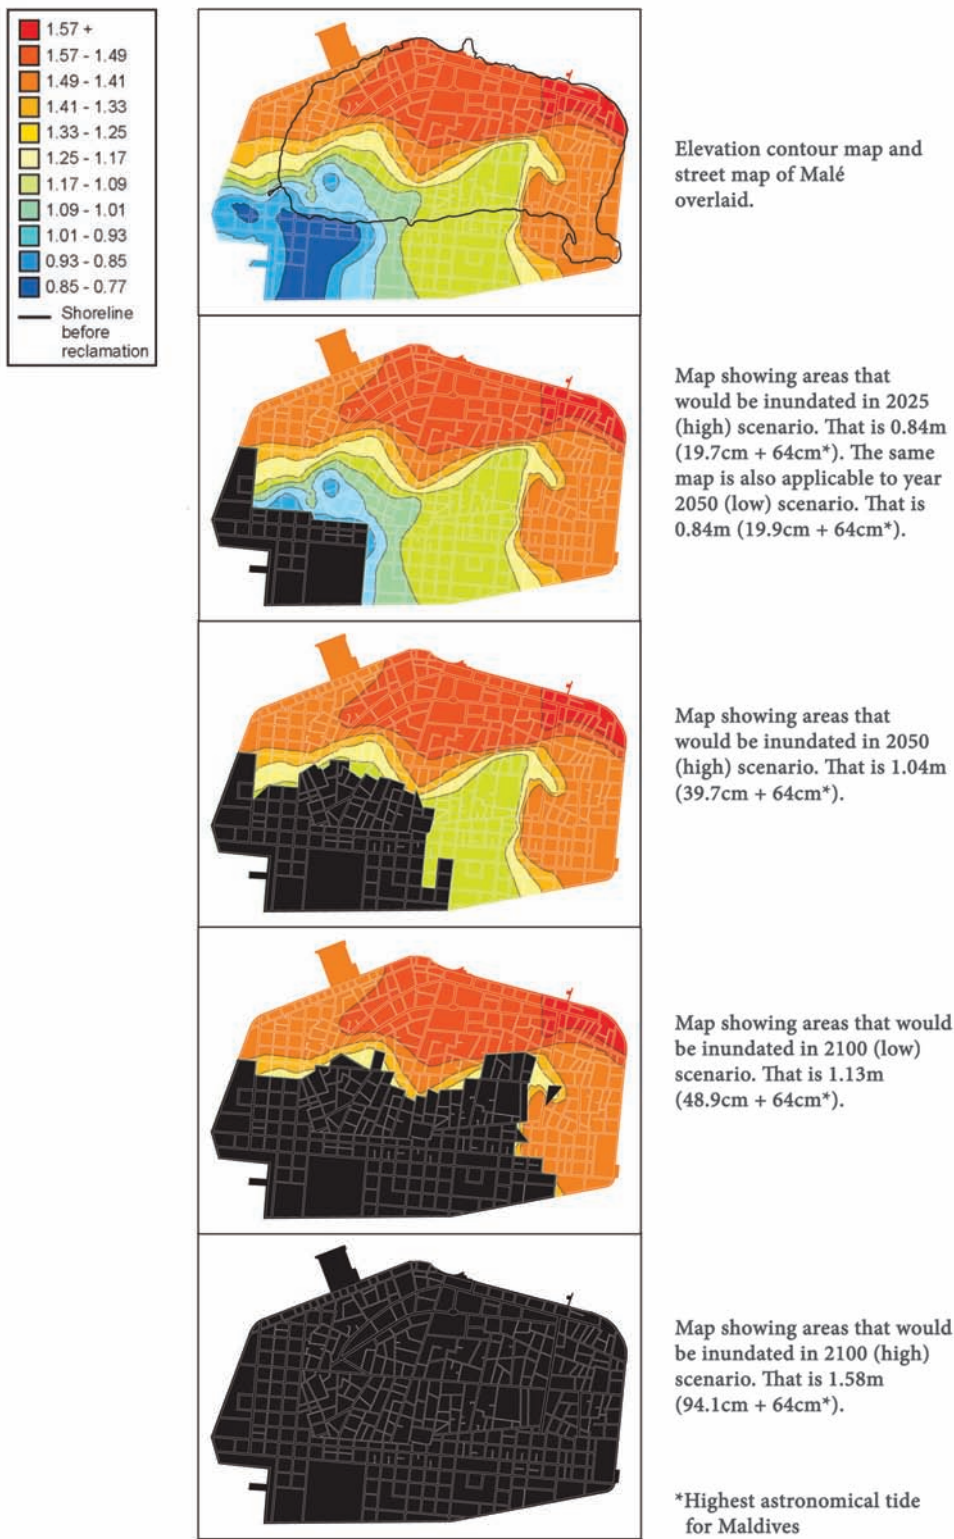 1.57 +
1.57 - 1.49
1.49 - 1.41
1.41 - 1.33
1.33 - 1.25
1.25 - 1.17
1.17 - 1.09
1.09 - 1.01
1.01 - 0.93
0.93 - 0.85
0.85 - 0.77
Shoreline
before
reclamation
Elevation contour map and
street map of Malé
overlaid.
Map showing areas that
would be inundated in 2025
(high) scenario. That is 0.84m
(19.7cm + 64cm*). The same
map is also applicable to year
2050 (low) scenario. That is
0.84m (19.9cm + 64cm*).
Map showing areas that
would be inundated in 2050
(high) scenario. That is 1.04m
(39.7cm + 64cm*).
Map showing areas that would
be inundated in 2100 (low)
scenario. That is 1.13m
(48.9cm + 64cm*).
Map showing areas that would
be inundated in 2100 (high)
scenario. That is 1.58m
(94.1cm + 64cm*).
*Highest astronomical tide
for Maldives